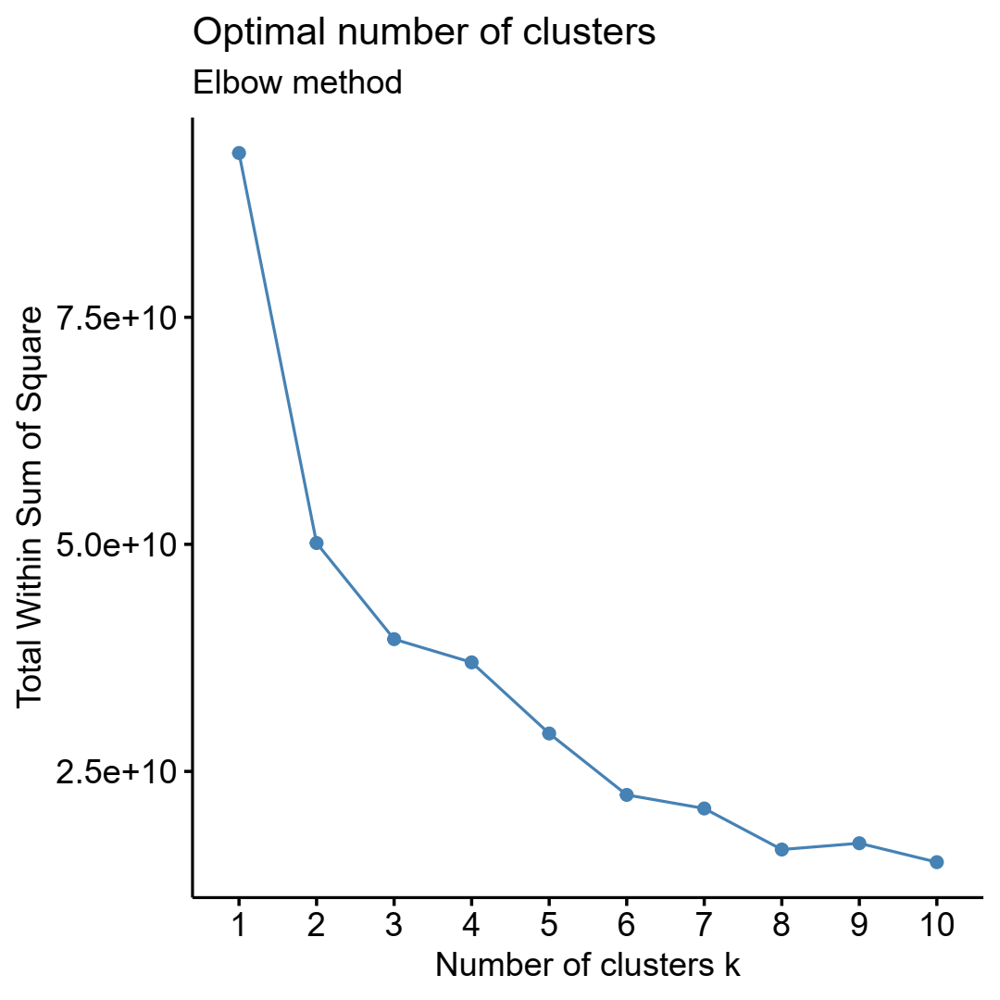 Optimal number of clusters
Elbow method
Total Within Sum of Square
7.5e+10
5.0e+10
2.5e+10
1 2 3 4 5 6 7 8 9 10
Number of clusters k